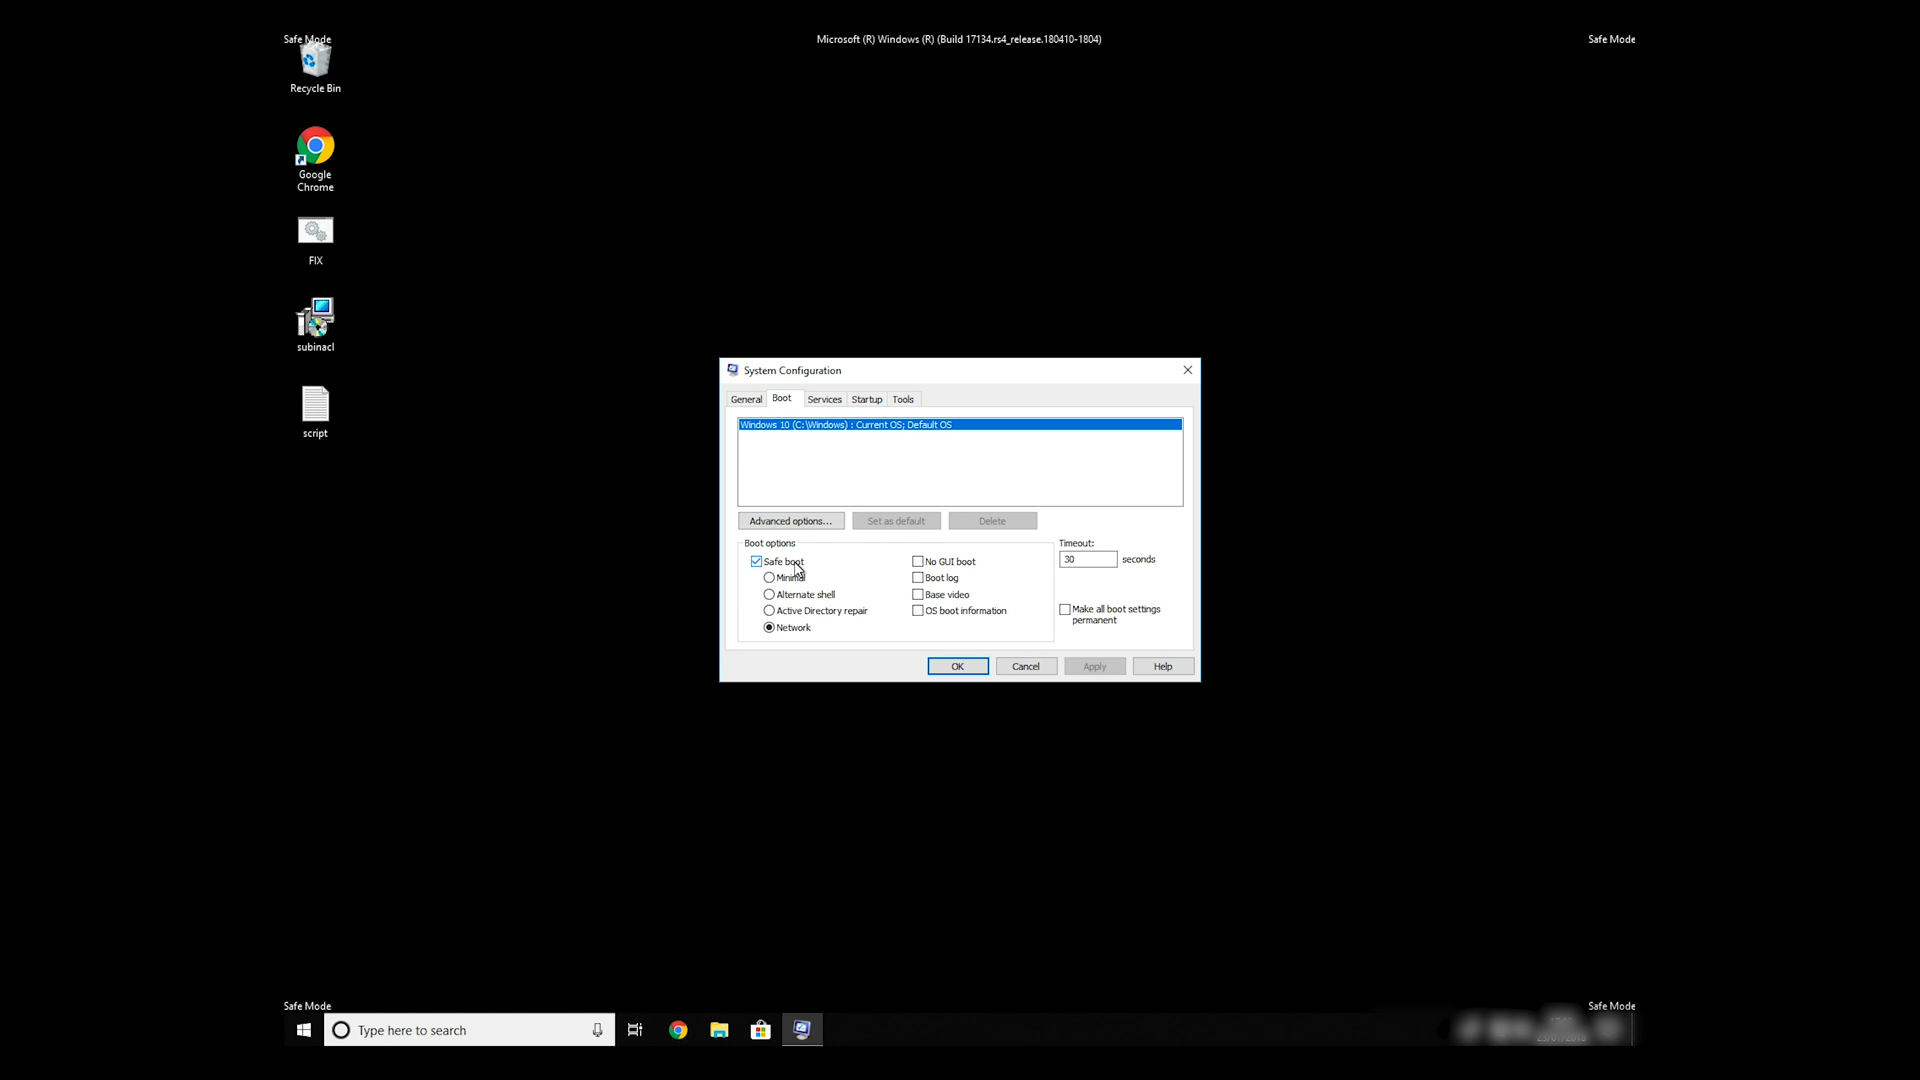 Safe Mode
Microsoft (R) Windows (R) (Build 17134.rs4_release.180410-1804)
Safe Mode
Recycle Bin
Google
Chrome
FIX
subinacl
script
System Configuration
General Boot Services Startup Tools
Windows 10 (C:\Windows) : Current OS; Default OS
Advanced options... Set as default Delete
Boot options
Timeout:
Safe boot No GUI boot
30 seconds
Minimal Boot log
Alternate shell Base video
Active Directory repair OS boot information
Make all boot settings
permanent
Network
OK Cancel Apply Help
Safe Mode
Safe Mode
Type here to search